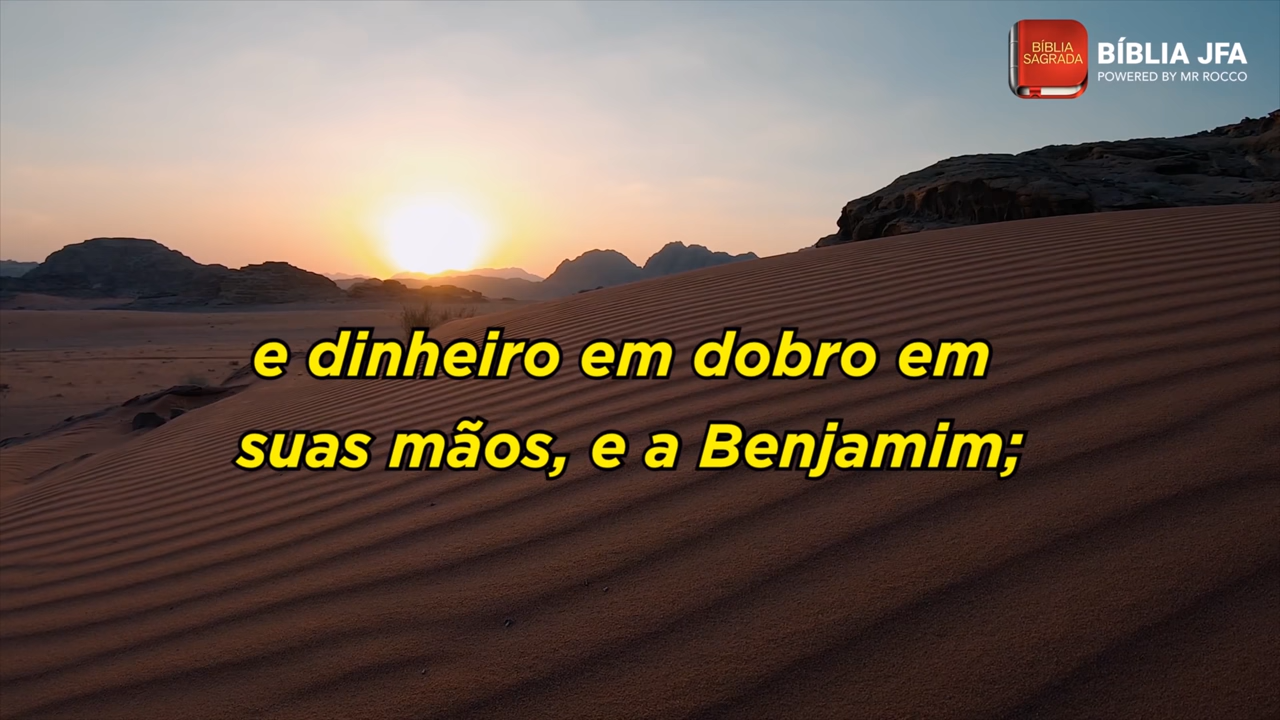 BÍBLIA
SAGRADA
BÍBLIA JFA
POWERED BY MR ROCCO
e dinheiro em dobro em
suas mãos, e a Benjamim;